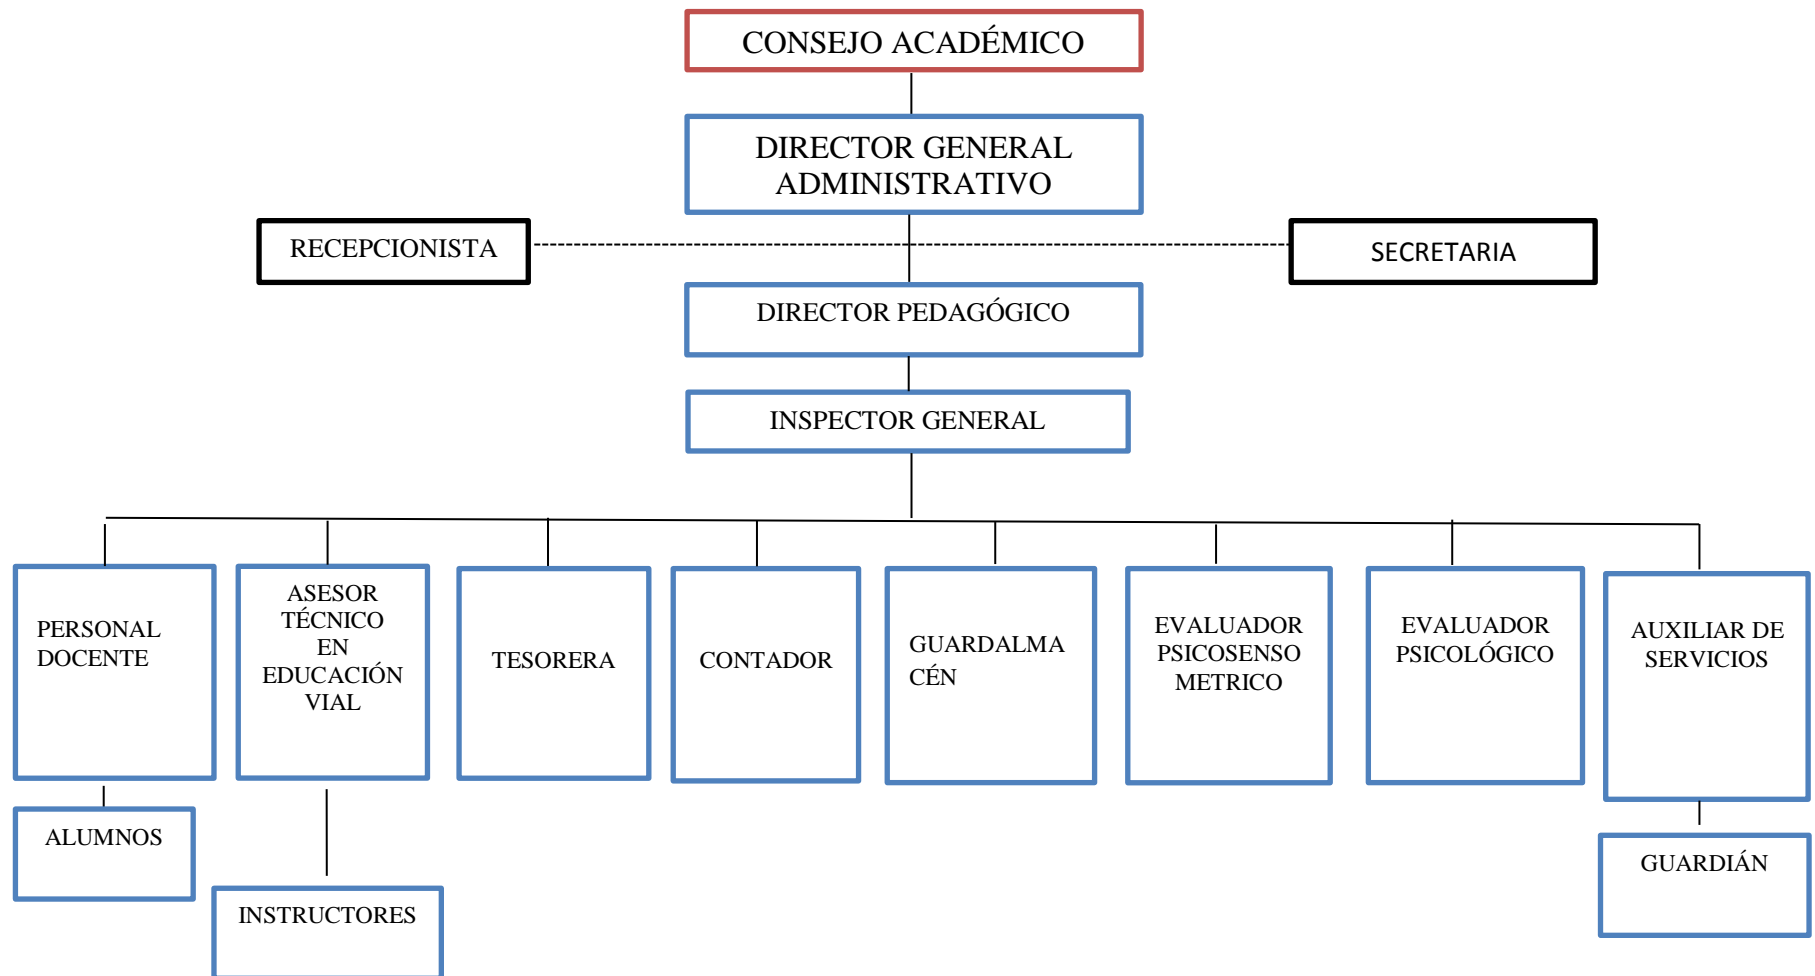 CONSEJO ACADÉMICO
DIRECTOR GENERAL
ADMINISTRATIVO
RECEPCIONISTA
SECRETARIA
DIRECTOR PEDAGÓGICO
INSPECTOR GENERAL
PERSONAL
DOCENTE
ASESOR
TÉCNICO
EN
EDUCACIÓN
VIAL
TESORERA
CONTADOR
GUARDALMA
CÉN
EVALUADOR
PSICOSENSO
METRICO
EVALUADOR
PSICOLÓGICO
AUXILIAR DE
SERVICIOS
ALUMNOS
INSTRUCTORES
GUARDIÁN